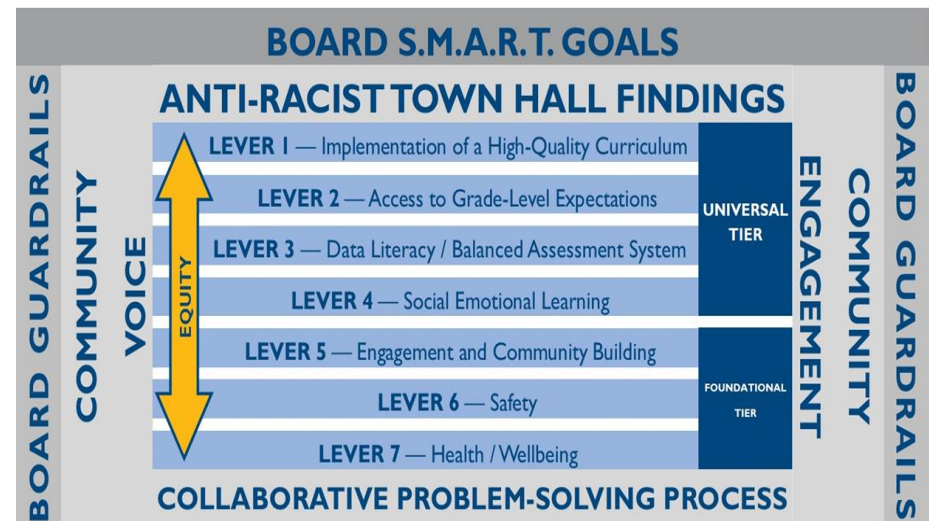 BOARD S.M.A.R.T. GOALS
BOARD GUARDRAILS
COMMUNITY
VOICE
ANTI-RACIST TOWN HALL FINDINGS
EQUITY
LEVER 1 — Implementation of a High-Quality Curriculum
LEVER 2 — Access to Grade-Level Expectations
LEVER 3 — Data Literacy / Balanced Assessment System
LEVER 4 — Social Emotional Learning
UNIVERSAL
TIER
LEVER 5 — Engagement and Community Building
LEVER 6 — Safety
LEVER 7 — Health / Wellbeing
FOUNDATIONAL
TIER
COLLABORATIVE PROBLEM-SOLVING PROCESS
COMMUNITY
ENGAGEMENT
BOARD GUARDRAILS